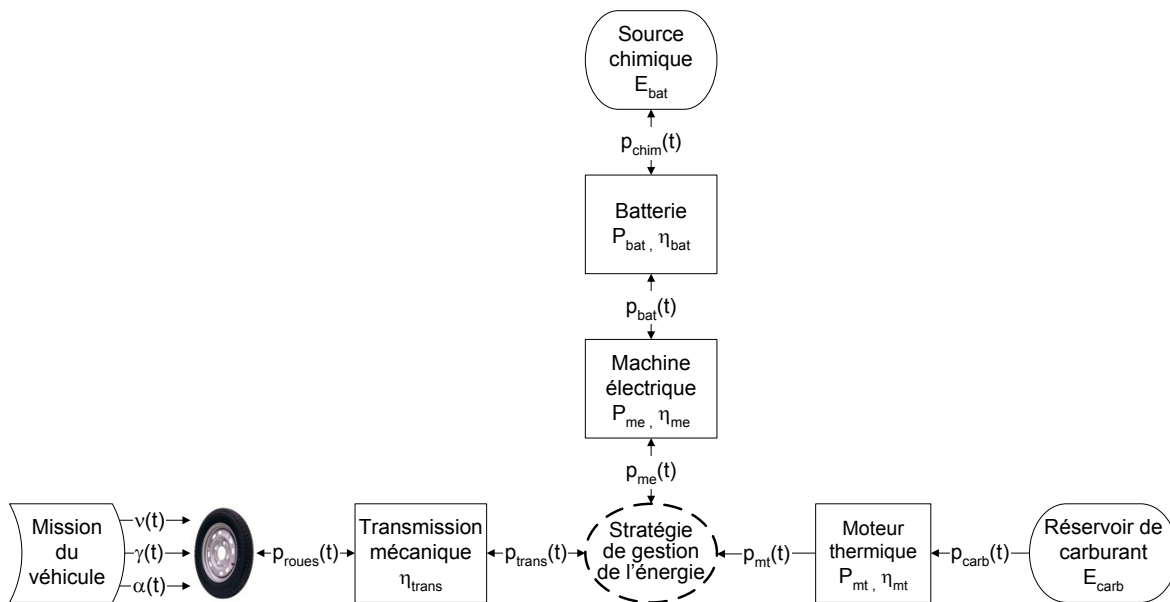 Source
chimique
E_bat
p_chim(t)
Batterie
P_bat , η_bat
p_bat(t)
Machine
électrique
P_me , η_me
p_me(t)
Mission
du
véhicule
ν(t)
γ(t)
α(t)
p_roues(t)
Transmission
mécanique
η_trans
p_trans(t)
Stratégie
de gestion
de l'énergie
p_mt(t)
Moteur
thermique
P_mt , η_mt
p_carb(t)
Réservoir de
carburant
E_carb